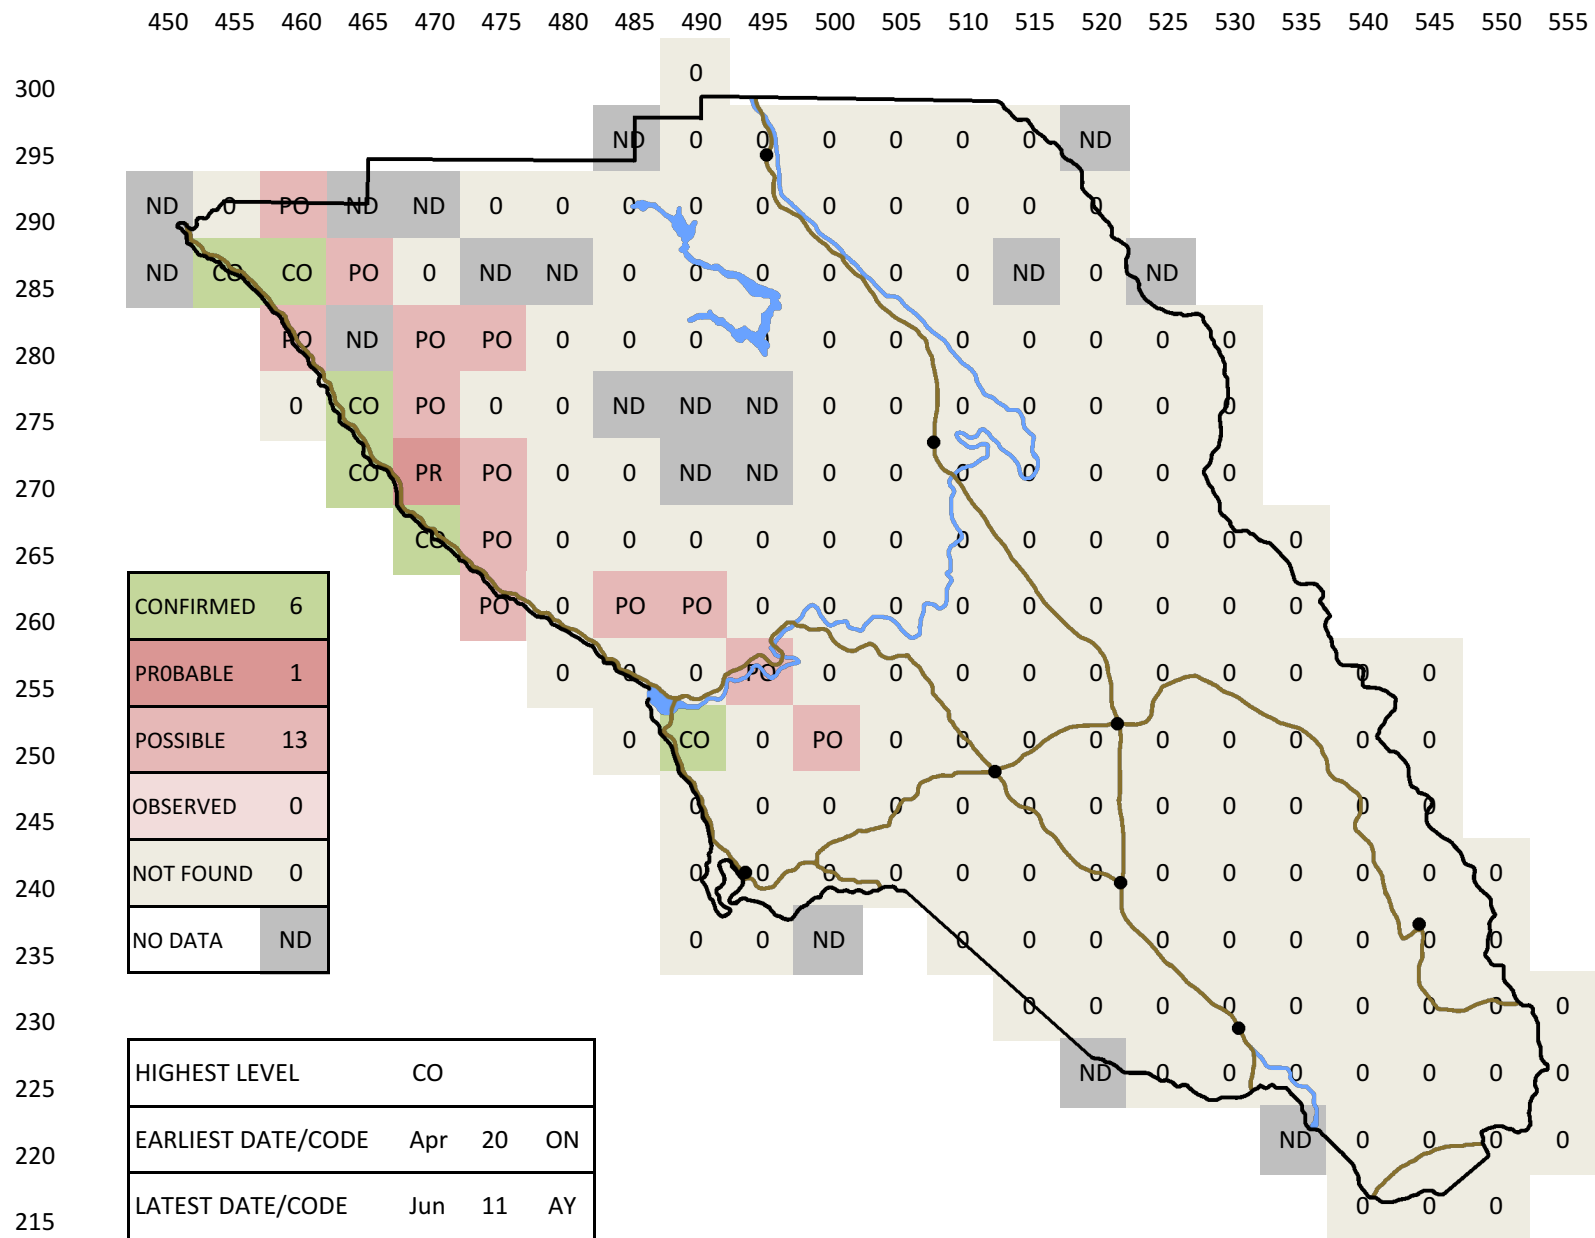 450 455 460 465 470 475 480 485 490 495 500 505 510 515 520 525 530 535 540 545 550 555
300 0
295 ND 0 0 0 0 0 0 ND
290 ND 0 PO ND ND 0 0 0 0 0 0 0 0 0 0
285 ND CO CO PO 0 ND ND 0 0 0 0 0 0 ND 0 ND
280 PO ND PO PO 0 0 0 0 0 0 0 0 0 0 0
275 0 CO PO 0 0 ND ND ND 0 0 0 0 0 0 0
270 CO PR PO 0 0 ND ND 0 0 0 0 0 0 0
265 CO PO 0 0 0 0 0 0 0 0 0 0 0 0
260 PO 0 PO PO 0 0 0 0 0 0 0 0 0
255 0 0 0 PO 0 0 0 0 0 0 0 0 0 0
250 0 CO 0 PO 0 0 0 0 0 0 0 0 0
245 0 0 0 0 0 0 0 0 0 0 0 0
240 0 0 0 0 0 0 0 0 0 0 0 0 0
235 0 0 ND 0 0 0 0 0 0 0 0 0
230 0 0 0 0 0 0 0 0 0
225 ND 0 0 0 0 0 0 0
220 ND 0 0 0 0
215 0 0 0
CONFIRMED 6
PR0BABLE 1
POSSIBLE 13
OBSERVED 0
NOT FOUND 0
NO DATA ND
HIGHEST LEVEL CO
EARLIEST DATE/CODE Apr 20 ON
LATEST DATE/CODE Jun 11 AY